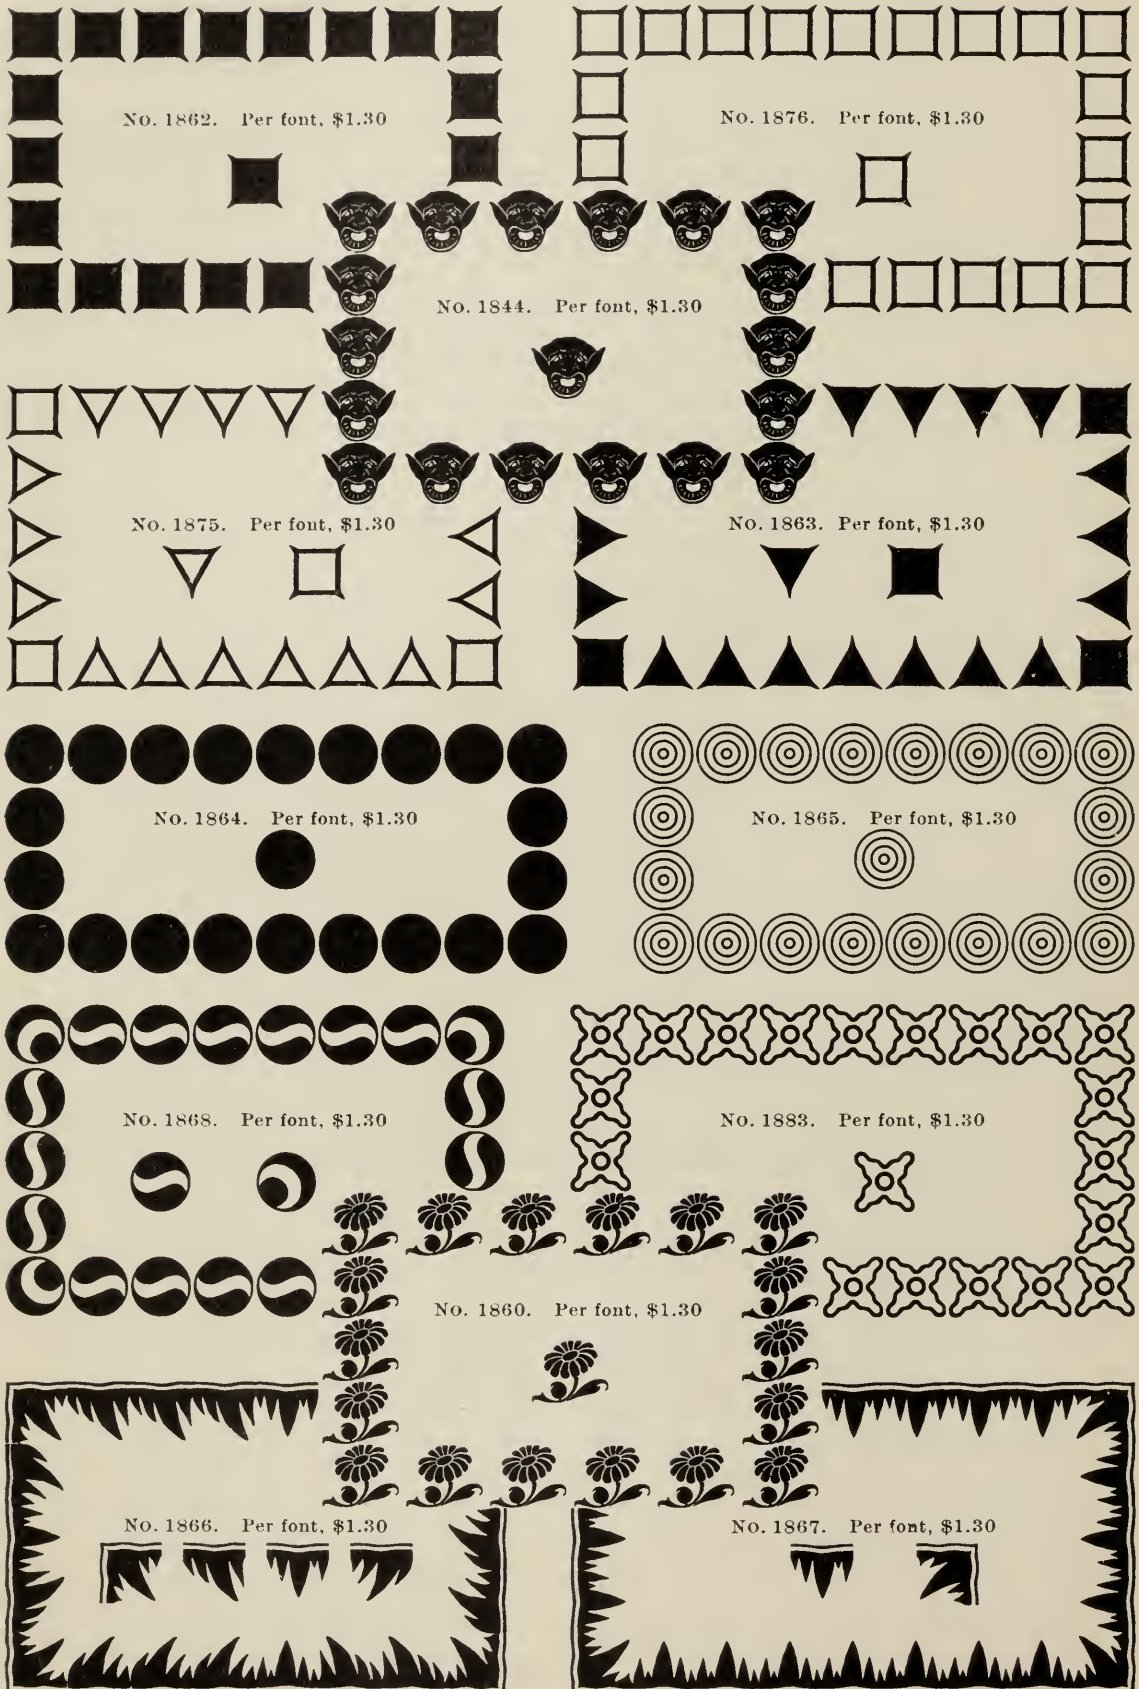 No. 1862. Per font, $1.30
No. 1876. Per font, $1.30
No. 1844. Per font, $1.30
No. 1875. Per font, $1.30
No. 1863. Per font, $1.30
No. 1864. Per font, $1.30
No. 1865. Per font, $1.30
No. 1868. Per font, $1.30
No. 1883. Per font, $1.30
No. 1860. Per font, $1.30
No. 1866. Per font, $1.30
No. 1867. Per font, $1.30